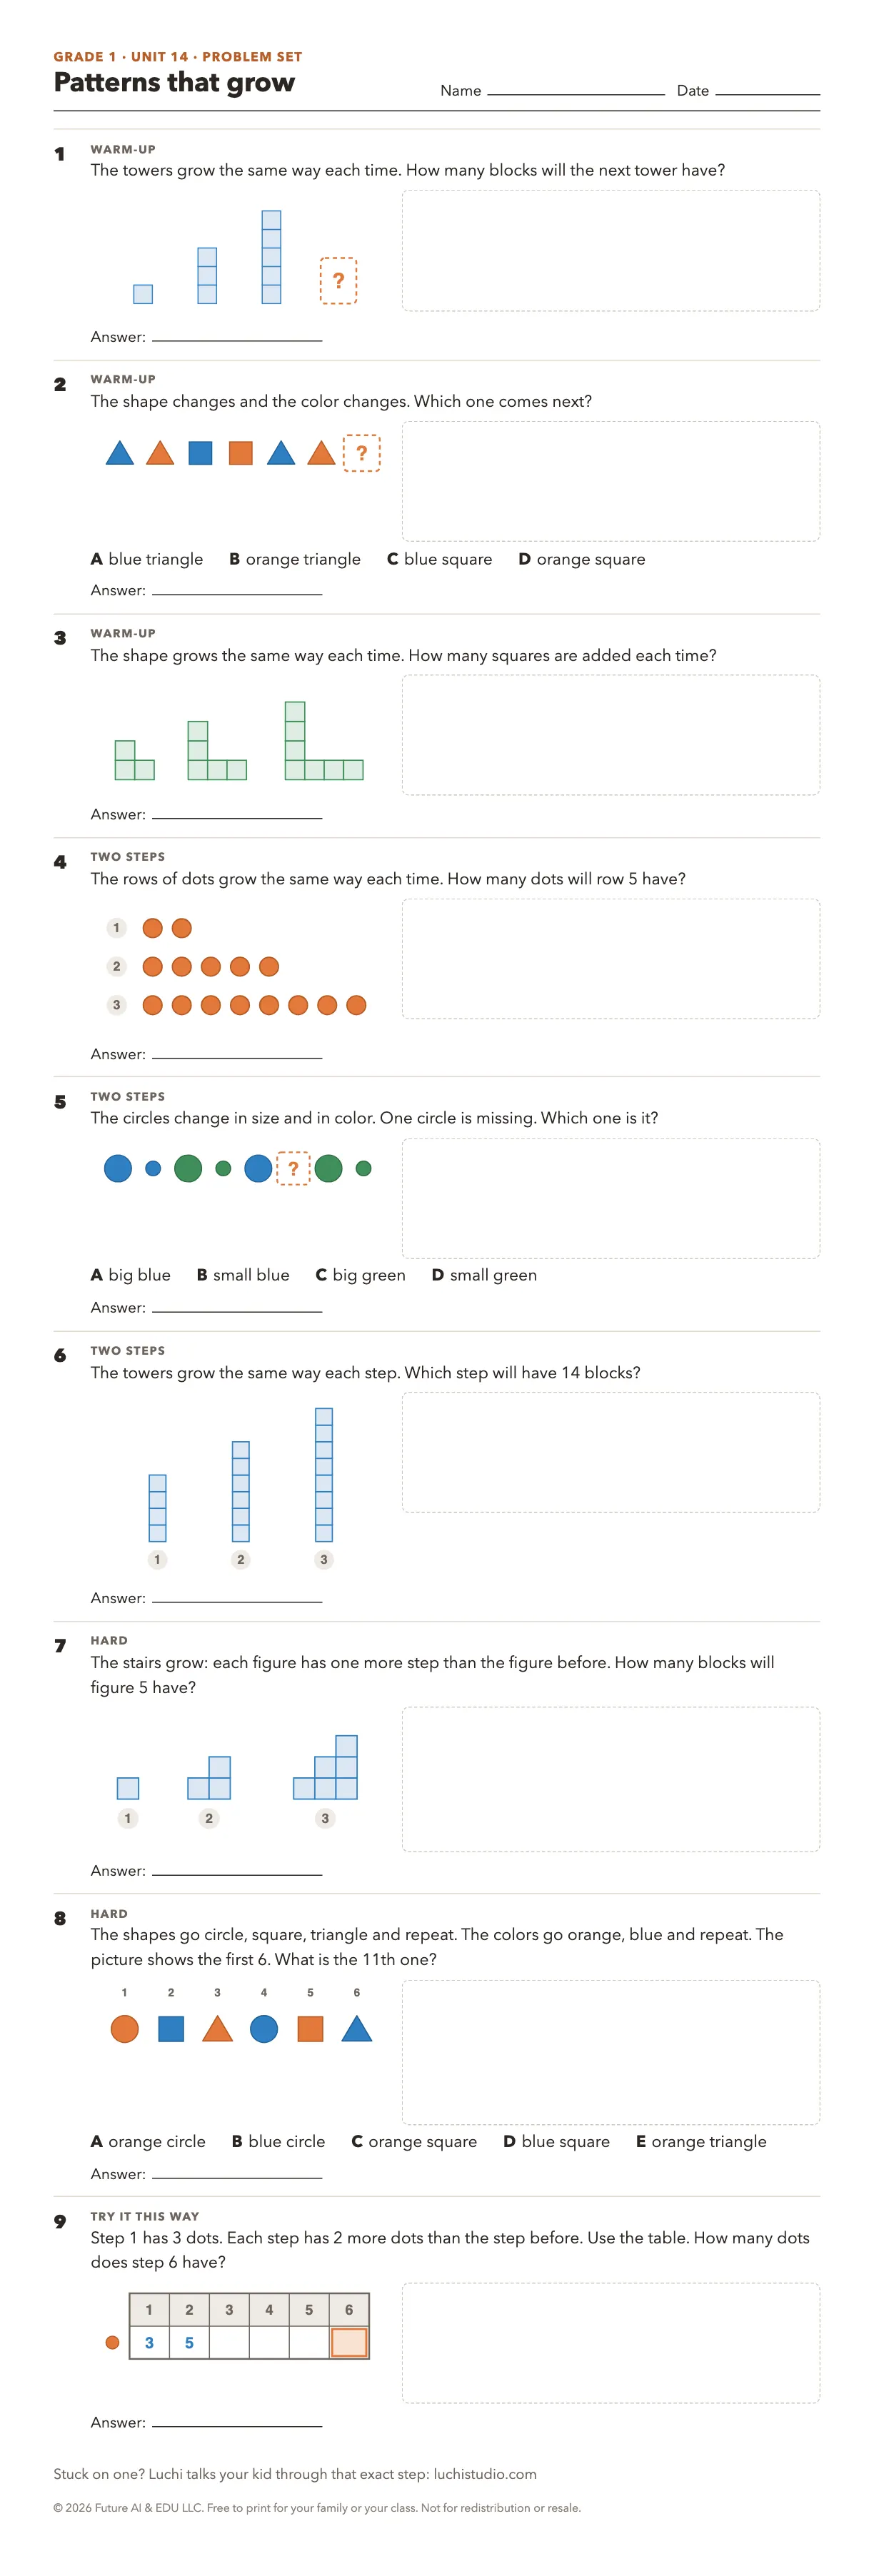 GRADE 1 · UNIT 14 · PROBLEM SET
Patterns that grow
Name
Date
1
WARM-UP
The towers grow the same way each time. How many blocks will the next tower have?
?
Answer:
2
WARM-UP
The shape changes and the color changes. Which one comes next?
?
A blue triangle B orange triangle C blue square D orange square
Answer:
3
WARM-UP
The shape grows the same way each time. How many squares are added each time?
Answer:
4
TWO STEPS
The rows of dots grow the same way each time. How many dots will row 5 have?
1
2
3
Answer:
5
TWO STEPS
The circles change in size and in color. One circle is missing. Which one is it?
?
A big blue B small blue C big green D small green
Answer:
6
TWO STEPS
The towers grow the same way each step. Which step will have 14 blocks?
1 2 3
Answer:
7
HARD
The stairs grow: each figure has one more step than the figure before. How many blocks will
figure 5 have?
1 2 3
Answer:
8
HARD
The shapes go circle, square, triangle and repeat. The colors go orange, blue and repeat. The
picture shows the first 6. What is the 11th one?
1 2 3 4 5 6
A orange circle B blue circle C orange square D blue square E orange triangle
Answer:
9
TRY IT THIS WAY
Step 1 has 3 dots. Each step has 2 more dots than the step before. Use the table. How many dots
does step 6 have?
1 2 3 4 5 6
3 5
Answer:
Stuck on one? Luchi talks your kid through that exact step: luchistudio.com
© 2026 Future AI & EDU LLC. Free to print for your family or your class. Not for redistribution or resale.